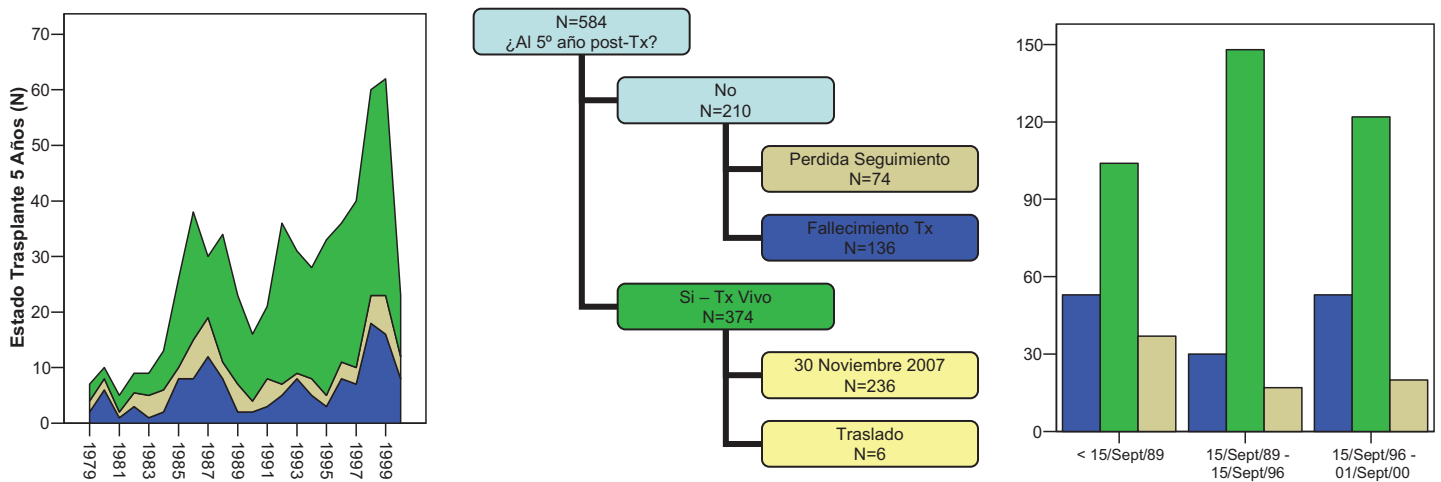 Estado Trasplante 5 Años (N)
70
60
50
40
30
20
10
0
1979
1981
1983
1985
1987
1989
1991
1993
1995
1997
1999
N=584
¿Al 5º año post-Tx?
No
N=210
Perdida Seguimiento
N=74
Fallecimiento Tx
N=136
Si – Tx Vivo
N=374
30 Noviembre 2007
N=236
Traslado
N=6
150
120
90
60
30
0
< 15/Sept/89
15/Sept/89 -
15/Sept/96
15/Sept/96 -
01/Sept/00